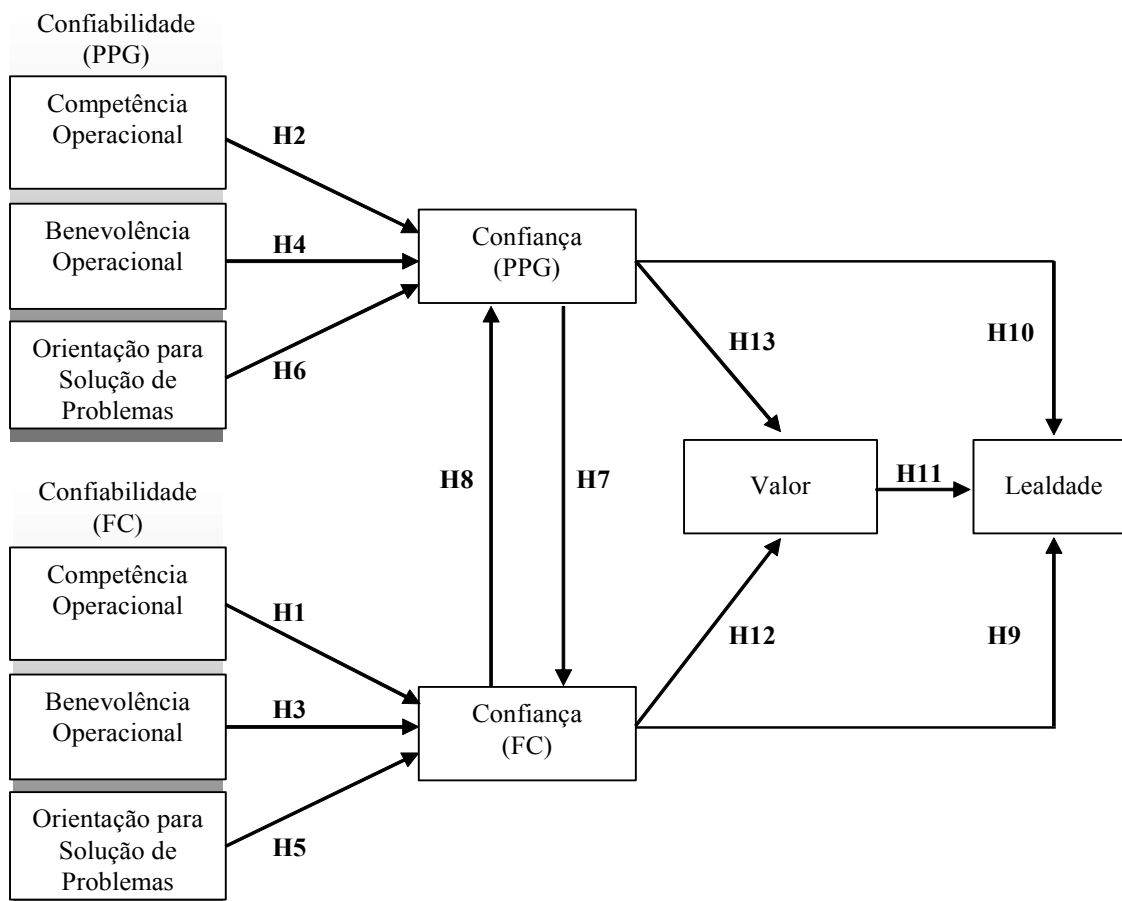 Confiabilidade
(PPG)
Competência
Operacional
H2
Benevolência
Operacional
H4
Confiança
(PPG)
Orientação para
Solução de
Problemas
H6
H13
H10
H8
H7
Valor
H11
Lealdade
Confiabilidade
(FC)
Competência
Operacional
H1
H12
H9
Benevolência
Operacional
H3
Confiança
(FC)
Orientação para
Solução de
Problemas
H5